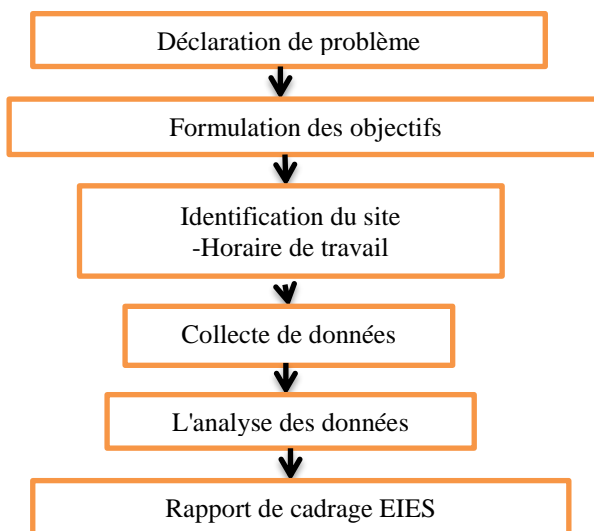 Déclaration de problème
Formulation des objectifs
Identification du site
-Horaire de travail
Collecte de données
L'analyse des données
Rapport de cadrage EIES